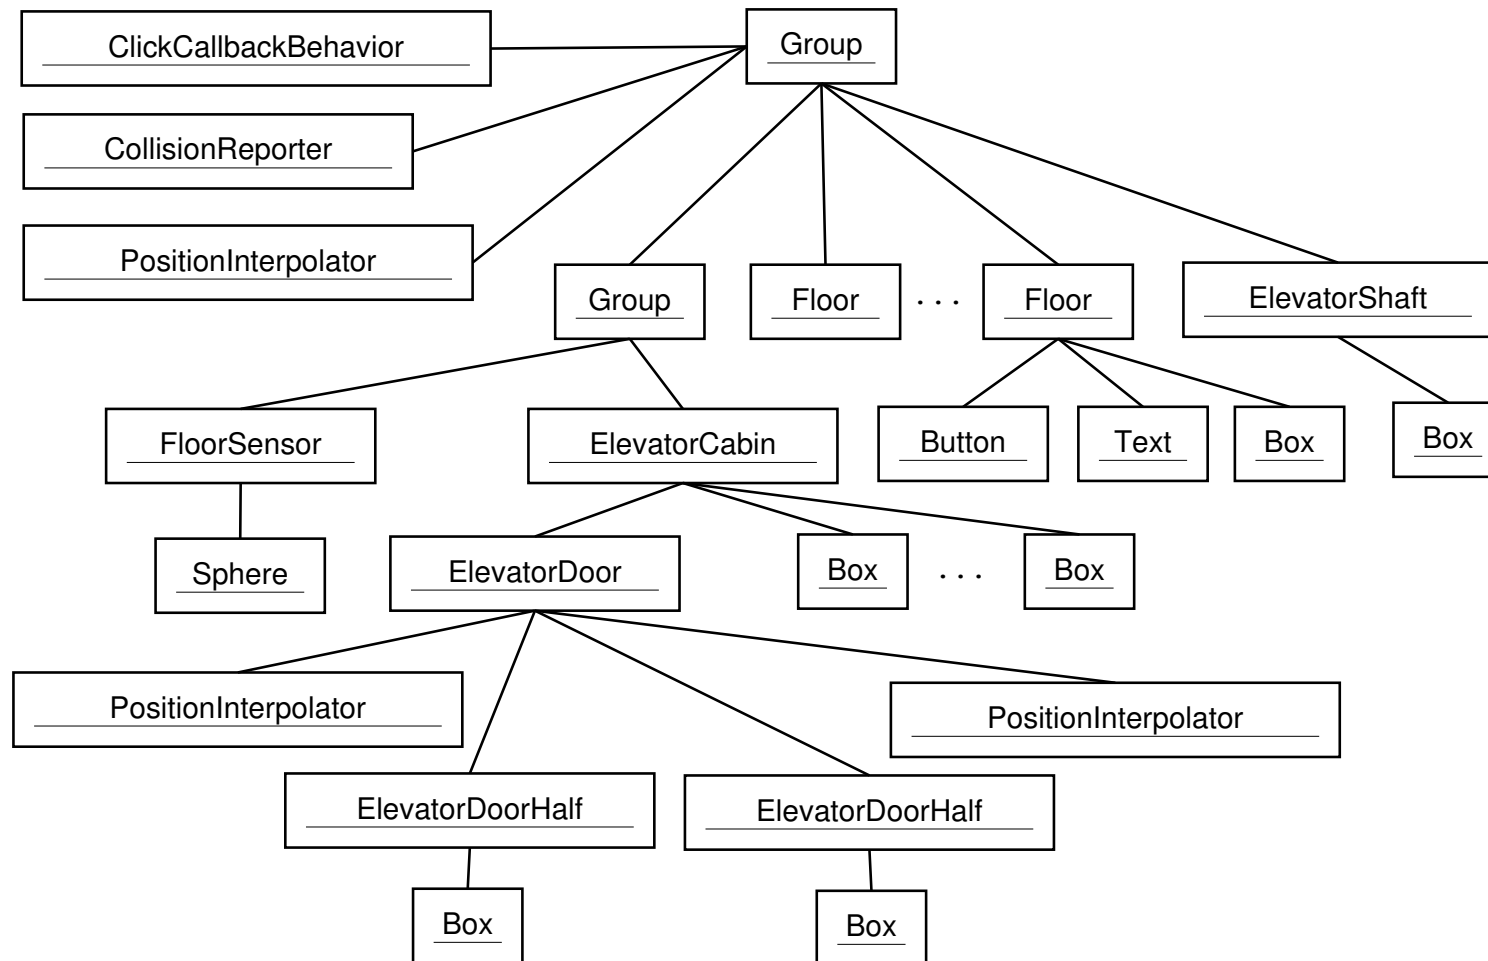 ClickCallbackBehavior
Group
CollisionReporter
PositionInterpolator
Group
Floor
. . .
Floor
ElevatorShaft
FloorSensor
ElevatorCabin
Button
Text
Box
Box
Sphere
ElevatorDoor
Box
. . .
Box
PositionInterpolator
PositionInterpolator
ElevatorDoorHalf
ElevatorDoorHalf
Box
Box